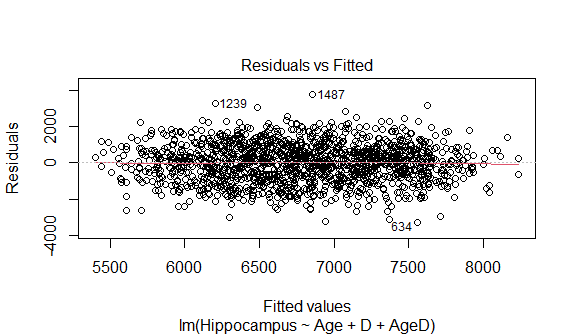 Residuals vs Fitted
Residuals
2000
0
-4000
1239
1487
634
5500 6000 6500 7000 7500 8000
Fitted values
lm(Hippocampus ~ Age + D + AgeD)